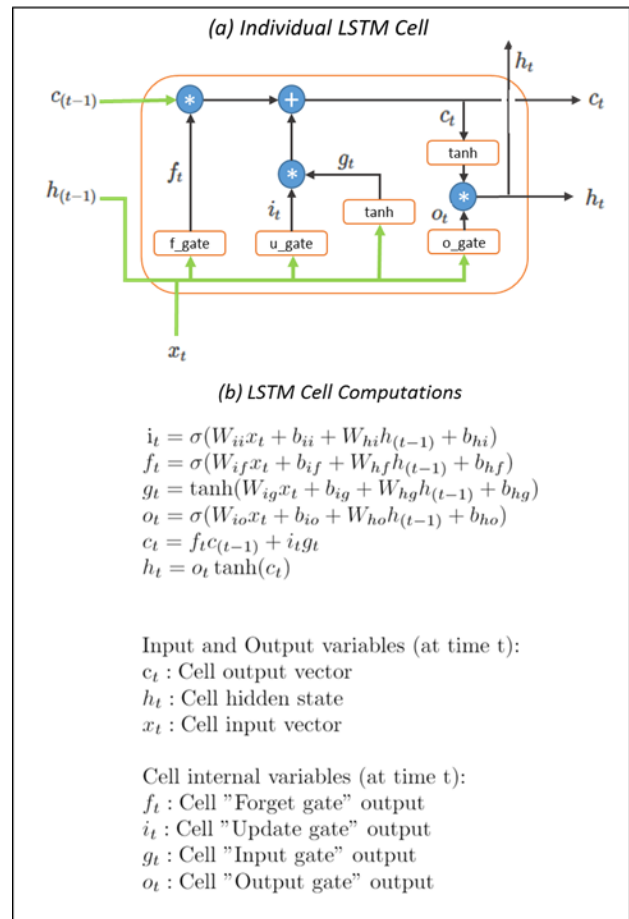 (a) Individual LSTM Cell
h_t
c_(t−1)
*
+
c_t
c_t
f_t
g_t
tanh
h_(t−1)
*
*
h_t
i_t
tanh
o_t
f_gate
u_gate
o_gate
x_t
(b) LSTM Cell Computations
i_t = σ(W_ii x_t + b_ii + W_hi h_(t−1) + b_hi)
f_t = σ(W_if x_t + b_if + W_hf h_(t−1) + b_hf)
g_t = tanh(W_ig x_t + b_ig + W_hg h_(t−1) + b_hg)
o_t = σ(W_io x_t + b_io + W_ho h_(t−1) + b_ho)
c_t = f_t c_(t−1) + i_t g_t
h_t = o_t tanh(c_t)
Input and Output variables (at time t):
c_t : Cell output vector
h_t : Cell hidden state
x_t : Cell input vector
Cell internal variables (at time t):
f_t : Cell "Forget gate" output
i_t : Cell "Update gate" output
g_t : Cell "Input gate" output
o_t : Cell "Output gate" output